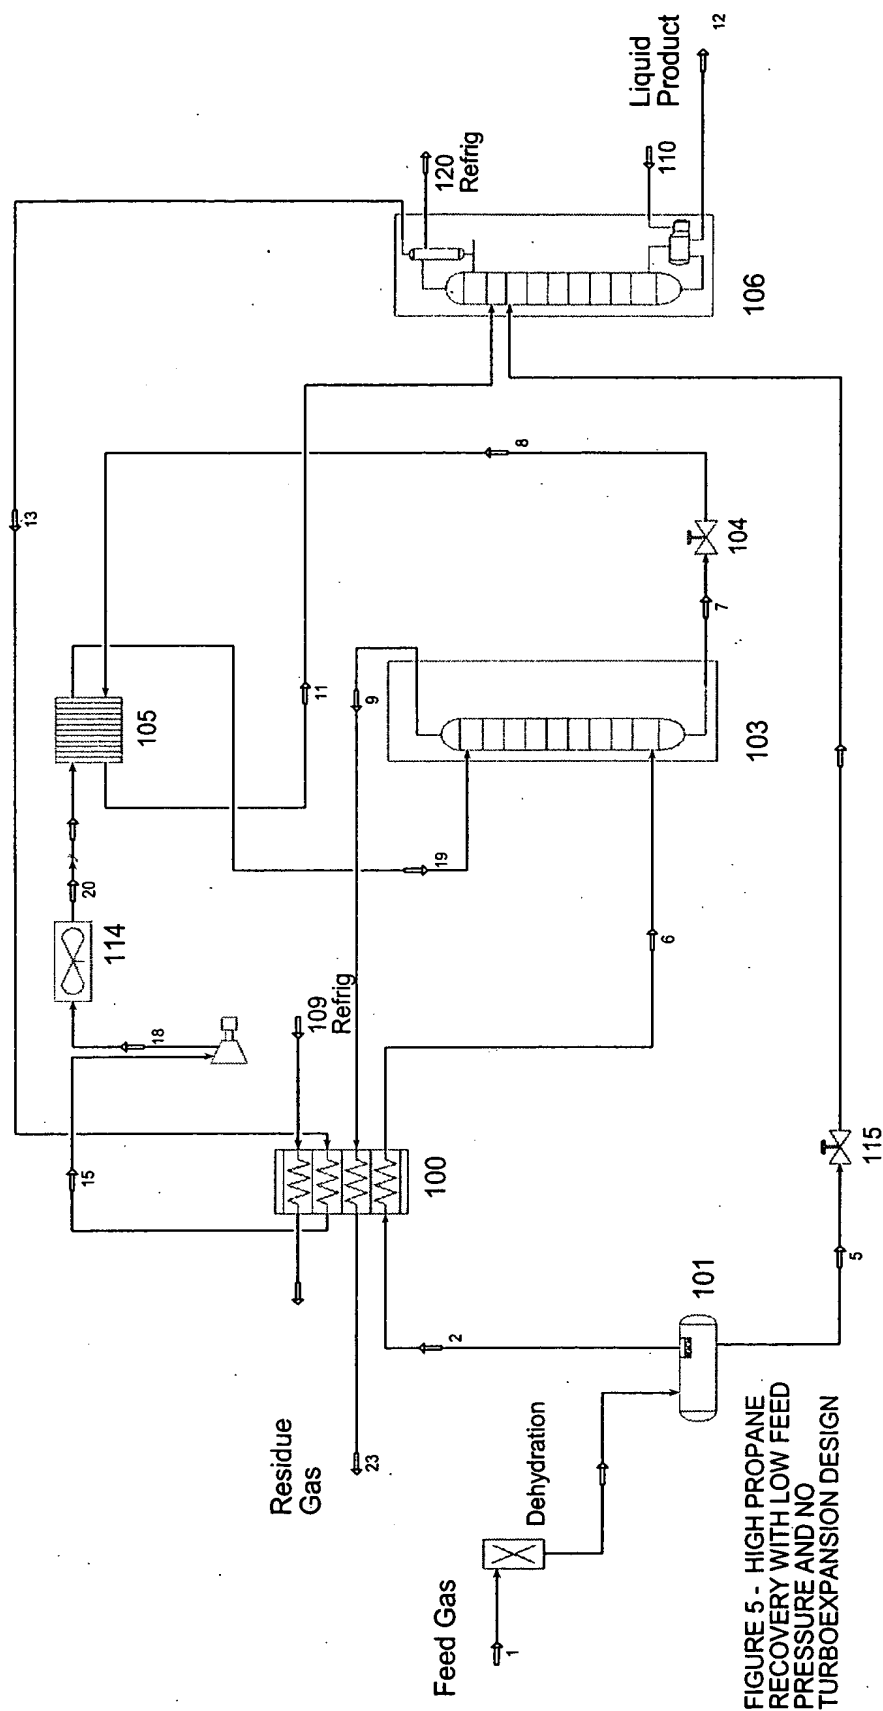 13
15
20
114
105
18
Residue
Gas
109
Refrig
11
23
9
100
19
Feed Gas
120
Refrig
2
1
8
Dehydration
Liquid
Product
110
6
101
12
7
104
103
106
5
115
FIGURE 5 - HIGH PROPANE
RECOVERY WITH LOW FEED
PRESSURE AND NO
TURBOEXPANSION DESIGN